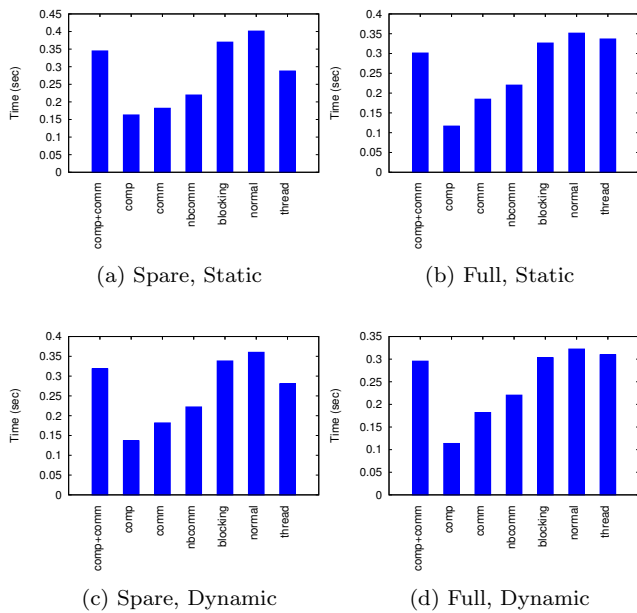 Time (sec)
0.45
0.4
0.35
0.3
0.25
0.2
0.15
0.1
0.05
0
comp+comm
comp
comm
nbcomm
blocking
normal
thread
(a) Spare, Static
Time (sec)
0.4
0.35
0.3
0.25
0.2
0.15
0.1
0.05
0
comp+comm
comp
comm
nbcomm
blocking
normal
thread
(b) Full, Static
Time (sec)
0.4
0.35
0.3
0.25
0.2
0.15
0.1
0.05
0
comp+comm
comp
comm
nbcomm
blocking
normal
thread
(c) Spare, Dynamic
Time (sec)
0.35
0.3
0.25
0.2
0.15
0.1
0.05
0
comp+comm
comp
comm
nbcomm
blocking
normal
thread
(d) Full, Dynamic